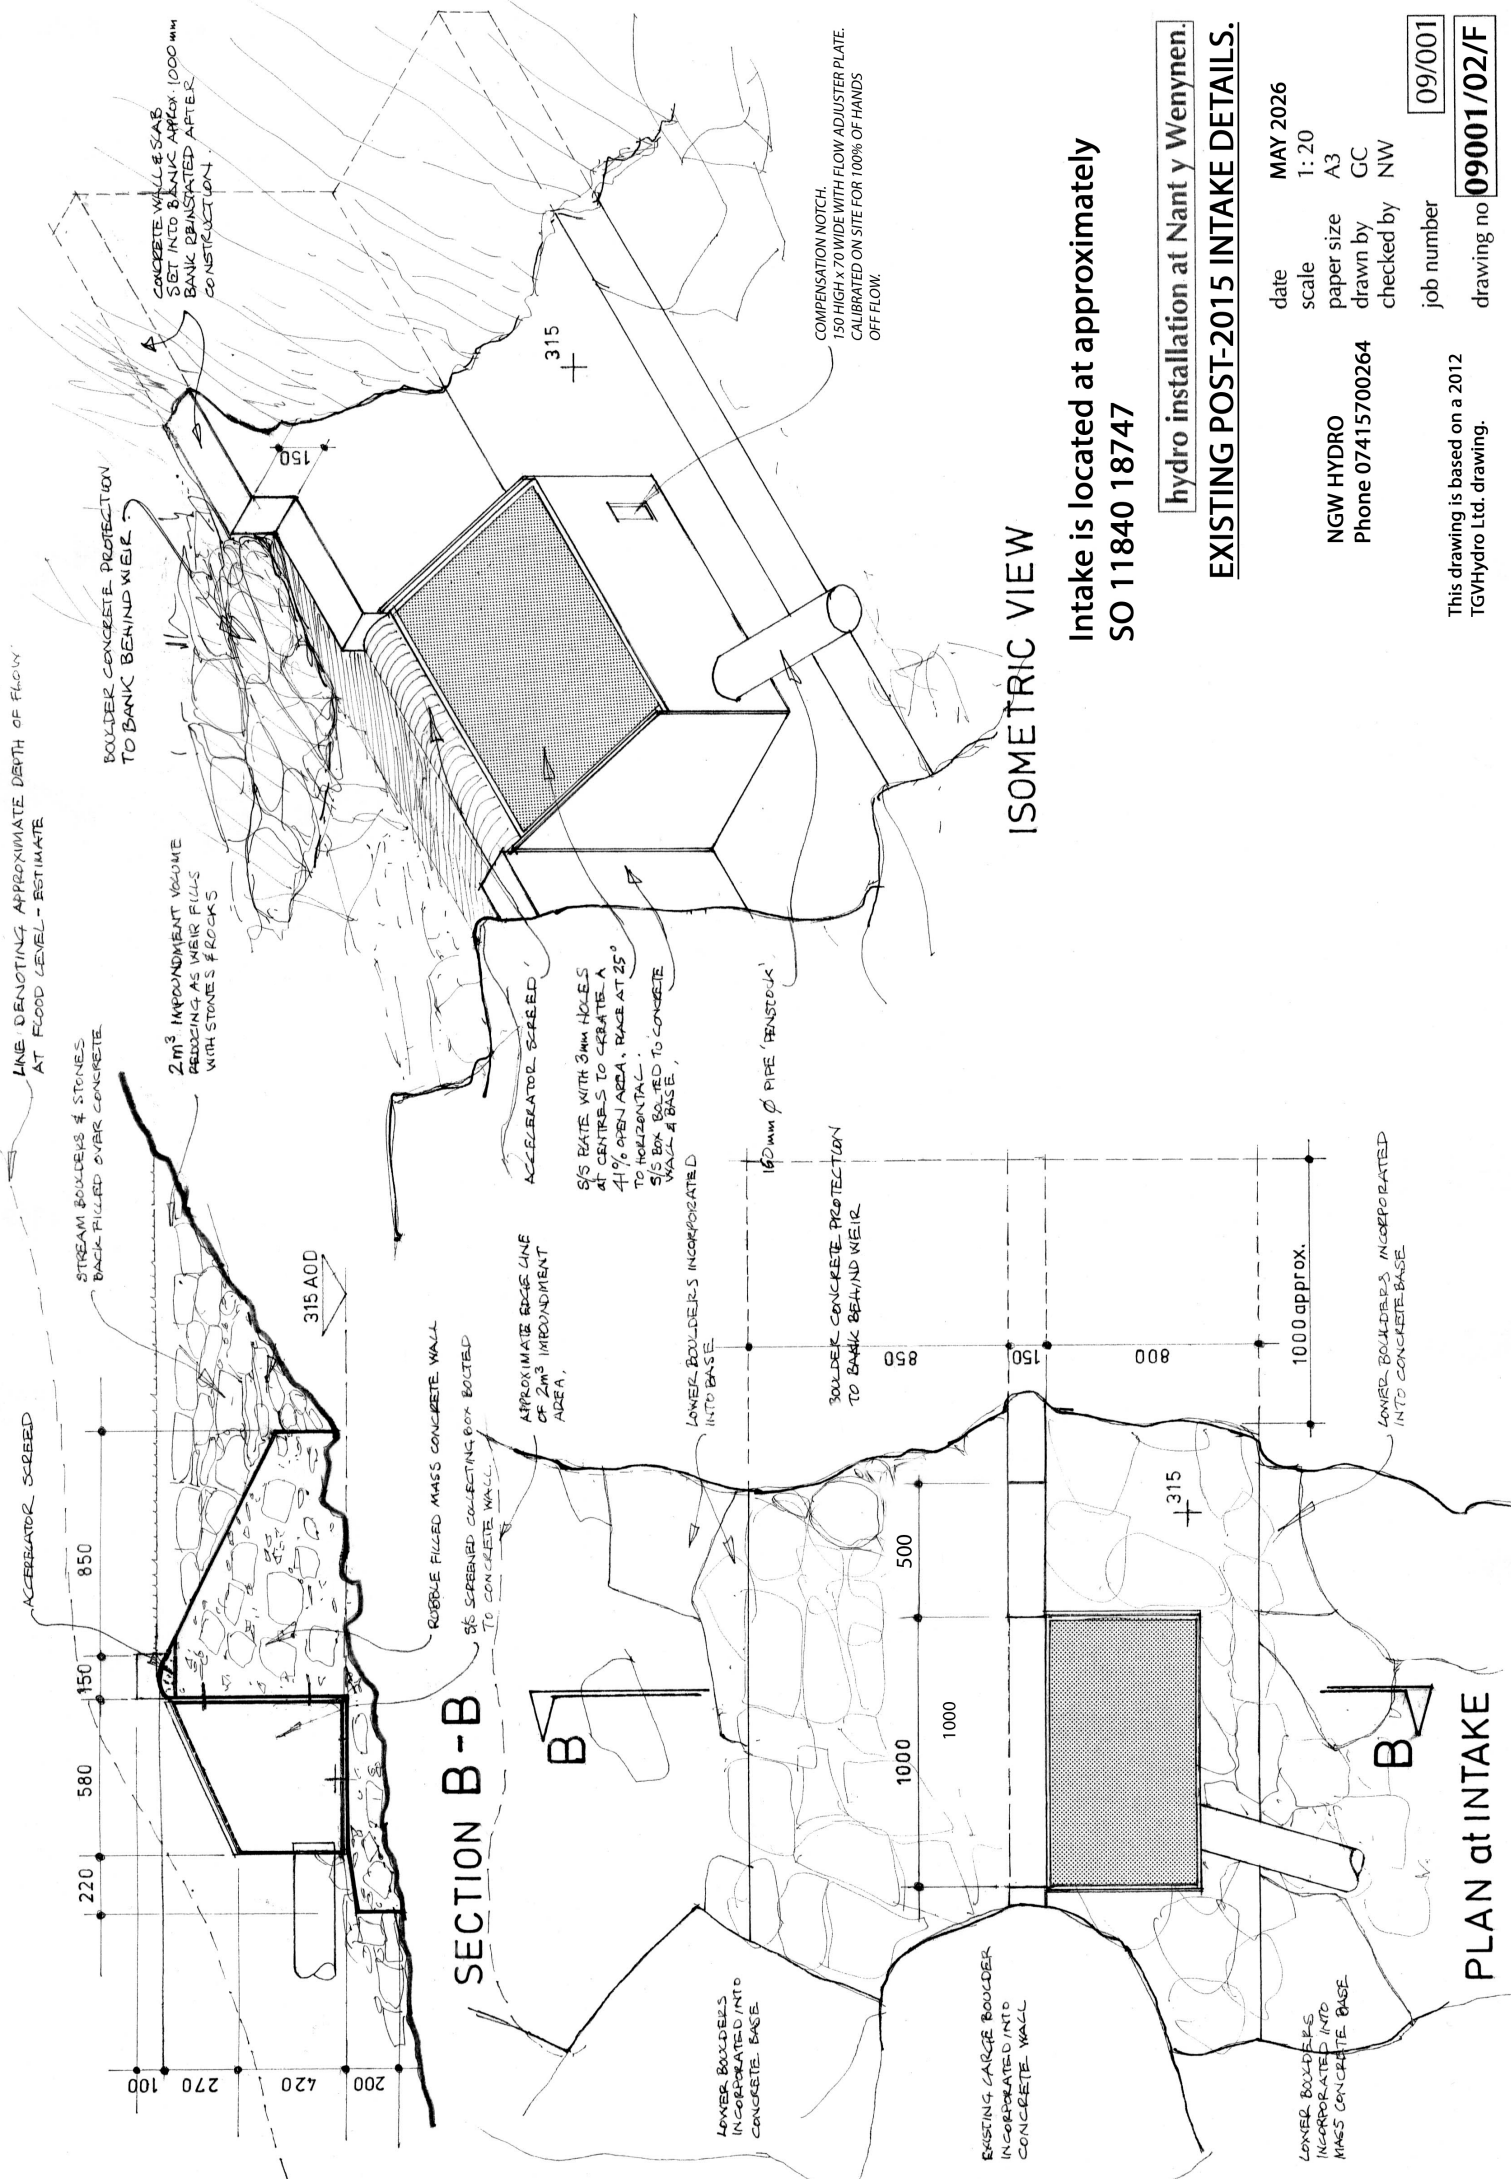 LINE DENOTING APPROXIMATE DEPTH OF FLOW
AT FLOOD LEVEL - ESTIMATE
ACCERERATOR SCREED
STREAM BOULDERS & STONES
BACK FILLED OVER CONCRETE
2m³ IMPOUNDMENT VOLUME
REDUCING AS WEIR FILLS
WITH STONES & ROCKS
220
580
150
850
100
270
420
200
315 AOD
RUBBLE FILLED MASS CONCRETE WALL
S/S SCREENED COLLECTING BOX BOLTED
TO CONCRETE WALL
SECTION B-B
APPROXIMATE EDGE LINE
OF 2m³ IMPOUNDMENT
AREA.
LOWER BOULDERS INCORPORATED
INTO BASE
BOULDER CONCRETE PROTECTION
TO BANK BEHIND WEIR
LOWER BOULDERS
INCORPORATED INTO
CONCRETE BASE
EXISTING LARGE BOULDER
INCORPORATED INTO
CONCRETE WALL
LOWER BOULDERS
INCORPORATED INTO
MASS CONCRETE BASE
LOWER BOULDERS INCORPORATED
INTO CONCRETE BASE
B
B
1000
500
1000
850
150
800
1000 approx.
315
PLAN at INTAKE
CONCRETE WALL & SLAB
SET INTO BANK APPROX. 1000 mm
BANK REINSTATED AFTER
CONSTRUCTION.
BOULDER CONCRETE PROTECTION
TO BANK BEHIND WEIR
150
315
ACCELERATOR SCREED
S/S PLATE WITH 3mm HOLES
at CENTRES TO CREATE A
41% OPEN AREA. PLACE AT 25°
TO HORIZONTAL.
S/S BOX BOLTED TO CONCRETE
WALL & BASE.
160mm Ø PIPE 'PENSTOCK'
COMPENSATION NOTCH.
150 HIGH x 70 WIDE WITH FLOW ADJUSTER PLATE.
CALIBRATED ON SITE FOR 100% OF HANDS
OFF FLOW.
ISOMETRIC VIEW
Intake is located at approximately
SO 11840 18747
hydro installation at Nant y Wenynen.
EXISTING POST-2015 INTAKE DETAILS.
date MAY 2026
scale 1: 20
paper size A3
drawn by GC
checked by NW
NGW HYDRO
Phone 07415700264
job number 09/001
drawing no 09001/02/F
This drawing is based on a 2012
TGVHydro Ltd. drawing.